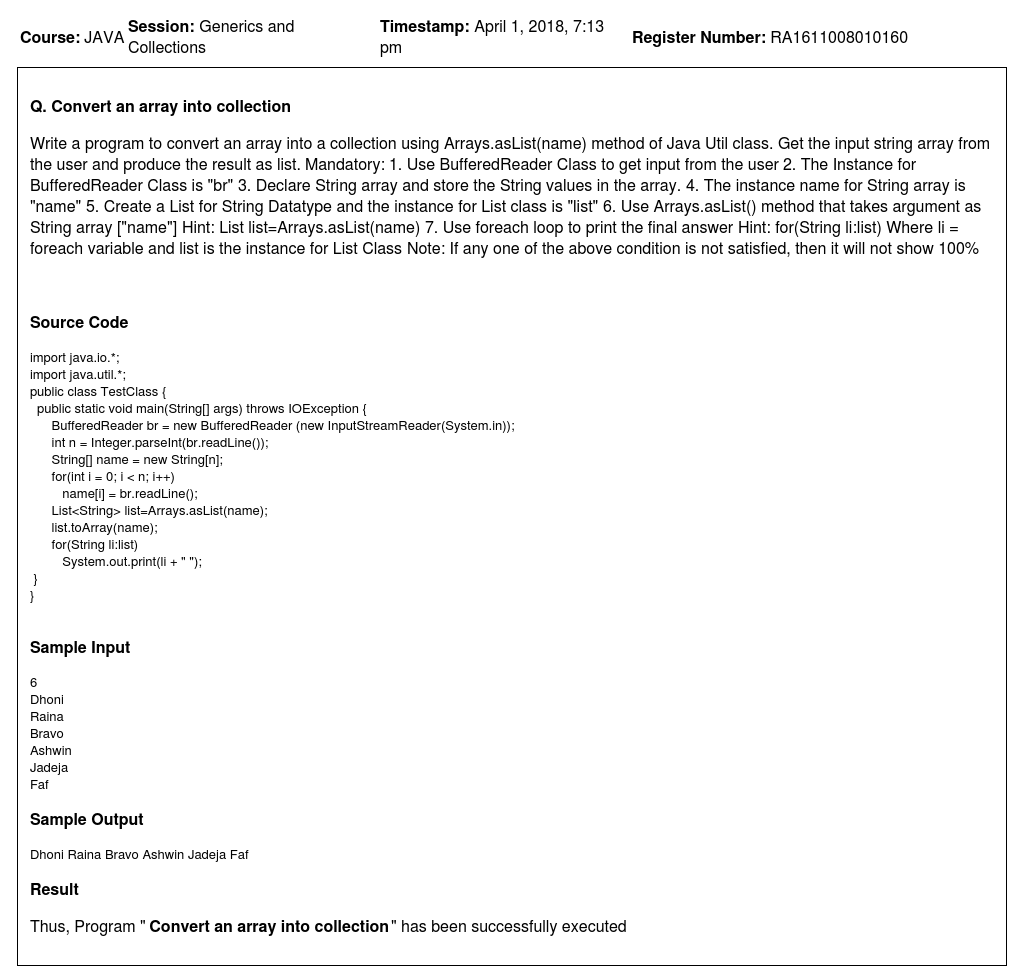 Course: JAVA Session: Generics and Collections Timestamp: April 1, 2018, 7:13 pm Register Number: RA1611008010160
Q. Convert an array into collection
Write a program to convert an array into a collection using Arrays.asList(name) method of Java Util class. Get the input string array from
the user and produce the result as list. Mandatory: 1. Use BufferedReader Class to get input from the user 2. The Instance for
BufferedReader Class is "br" 3. Declare String array and store the String values in the array. 4. The instance name for String array is
"name" 5. Create a List for String Datatype and the instance for List class is "list" 6. Use Arrays.asList() method that takes argument as
String array ["name"] Hint: List list=Arrays.asList(name) 7. Use foreach loop to print the final answer Hint: for(String li:list) Where li =
foreach variable and list is the instance for List Class Note: If any one of the above condition is not satisfied, then it will not show 100%
Source Code
import java.io.*;
import java.util.*;
public class TestClass {
  public static void main(String[] args) throws IOException {
      BufferedReader br = new BufferedReader (new InputStreamReader(System.in));
      int n = Integer.parseInt(br.readLine());
      String[] name = new String[n];
      for(int i = 0; i < n; i++)
         name[i] = br.readLine();
      List<String> list=Arrays.asList(name);
      list.toArray(name);
      for(String li:list)
         System.out.print(li + " ");
 }
}
Sample Input
6
Dhoni
Raina
Bravo
Ashwin
Jadeja
Faf
Sample Output
Dhoni Raina Bravo Ashwin Jadeja Faf
Result
Thus, Program " Convert an array into collection" has been successfully executed